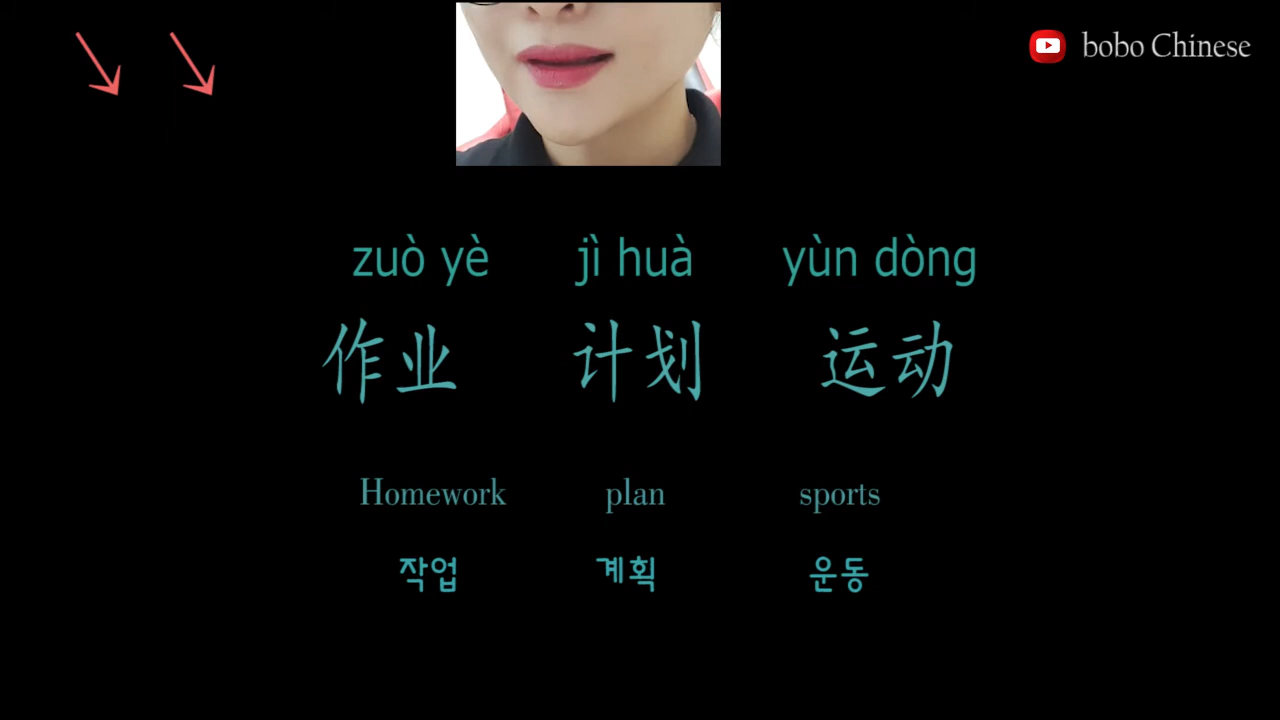 bobo Chinese
zuò yè jì huà yùn dòng
作业 计划 运动
Homework plan sports
작업 계획 운동